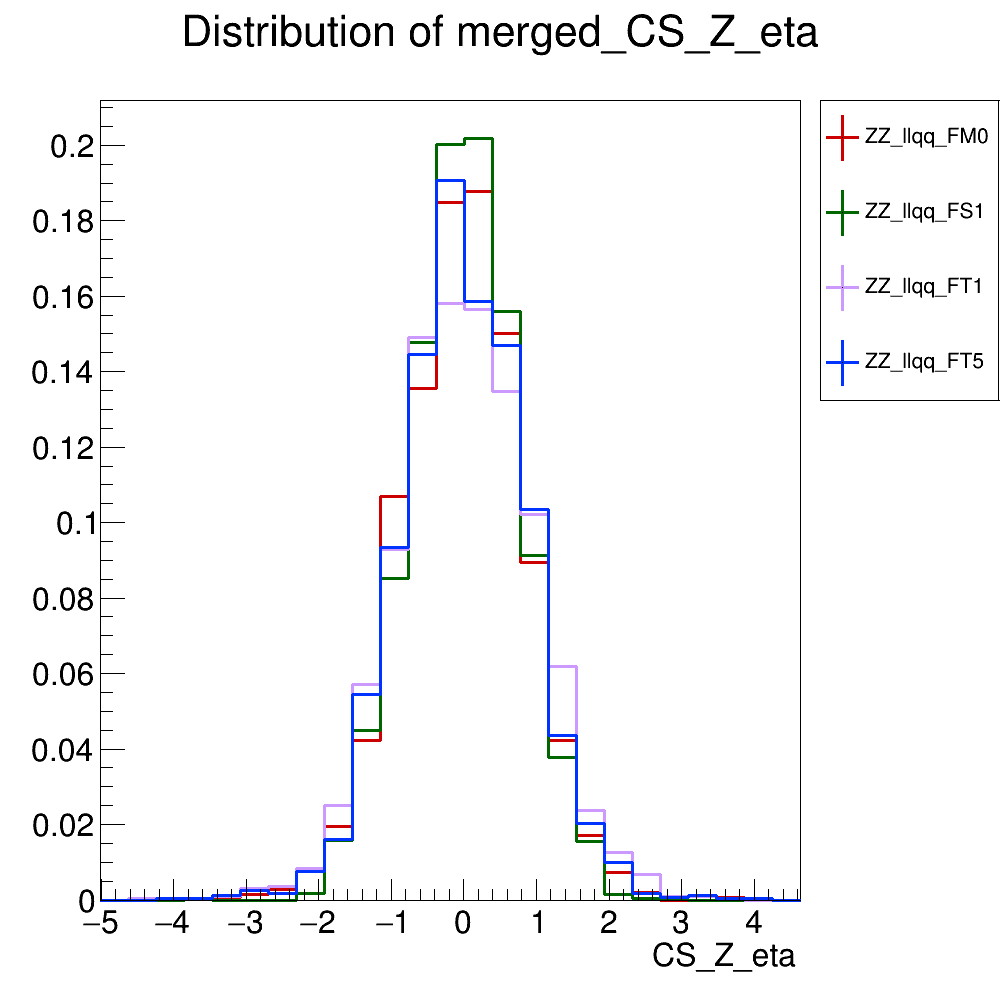 Distribution of merged_CS_Z_eta
ZZ_llqq_FM0
ZZ_llqq_FS1
ZZ_llqq_FT1
ZZ_llqq_FT5
0.2
0.18
0.16
0.14
0.12
0.1
0.08
0.06
0.04
0.02
0
−5 −4 −3 −2 −1 0 1 2 3 4
CS_Z_eta